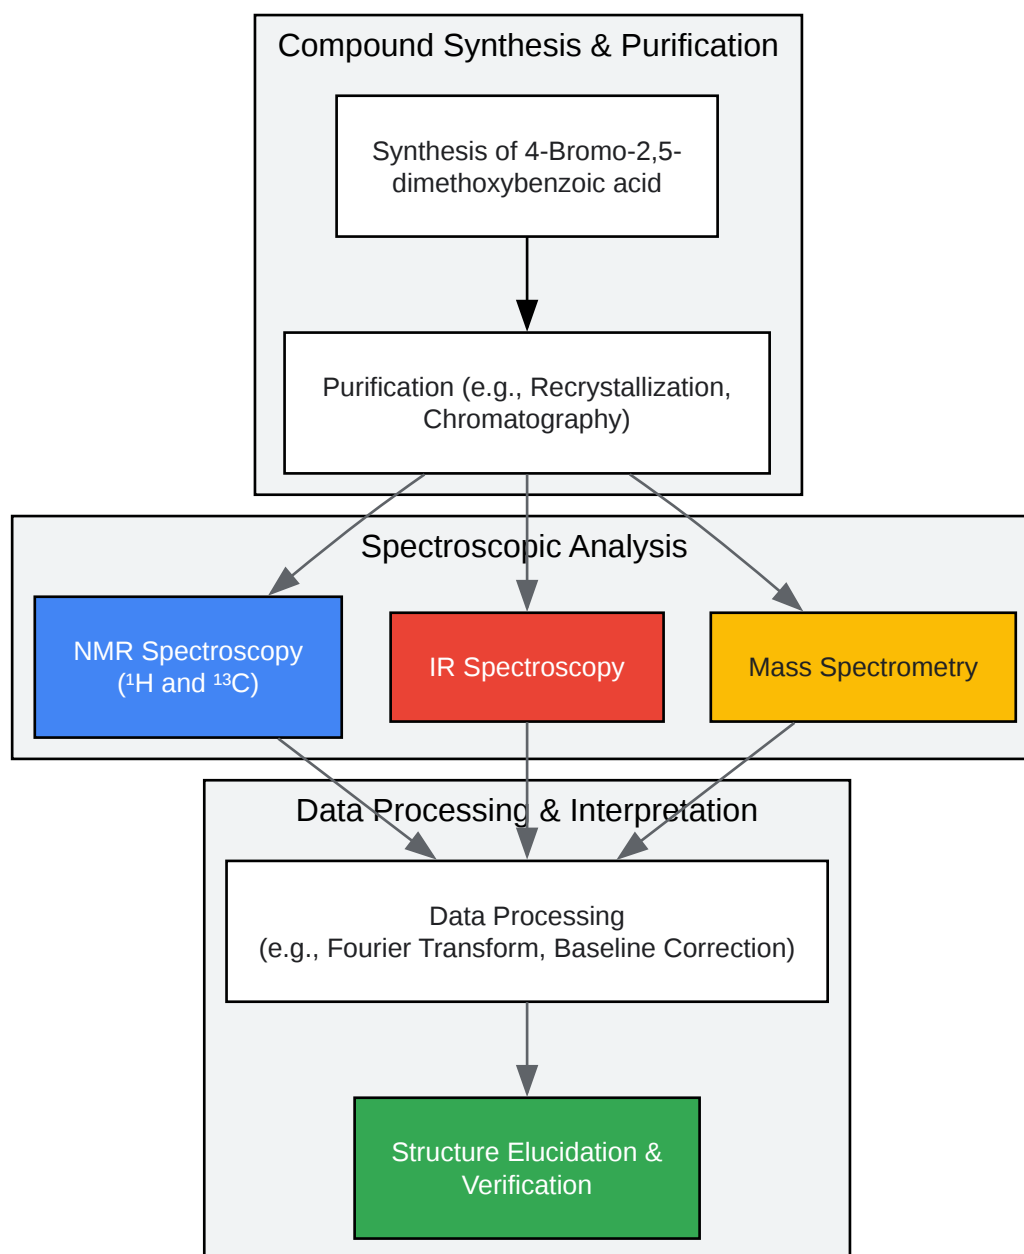 Compound Synthesis & Purification
Synthesis of 4-Bromo-2,5-
dimethoxybenzoic acid
Purification (e.g., Recrystallization,
Chromatography)
Spectroscopic Analysis
NMR Spectroscopy
(¹H and ¹³C)
IR Spectroscopy
Mass Spectrometry
Data Processing & Interpretation
Data Processing
(e.g., Fourier Transform, Baseline Correction)
Structure Elucidation &
Verification